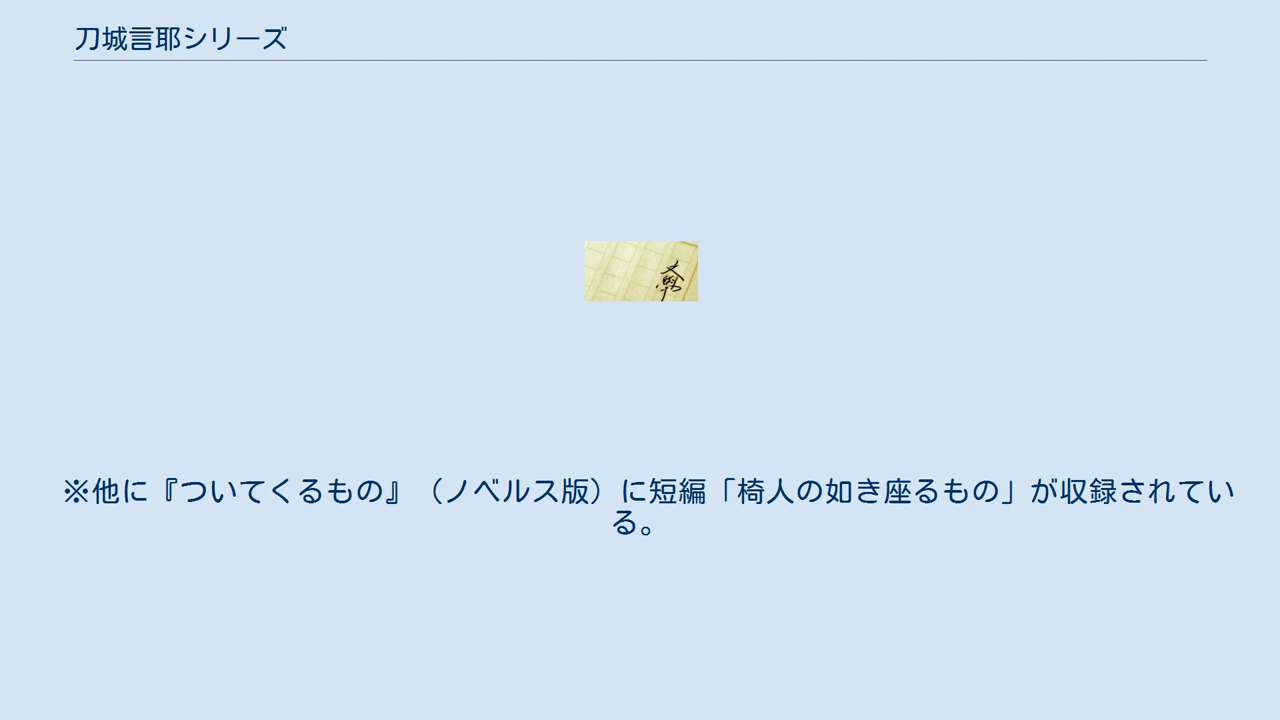 刀城言耶シリーズ
※他に『ついてくるもの』（ノベルス版）に短編「椅人の如き座るもの」が収録されてい
る。